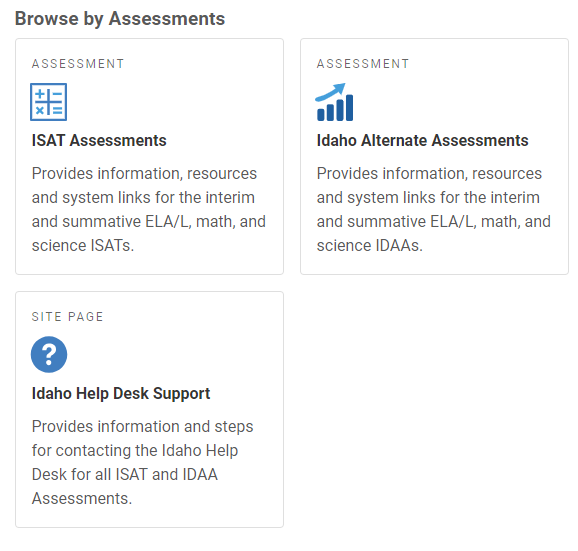 Browse by Assessments
ASSESSMENT
ISAT Assessments
Provides information, resources
and system links for the interim
and summative ELA/L, math, and
science ISATs.
ASSESSMENT
Idaho Alternate Assessments
Provides information, resources
and system links for the interim
and summative ELA/L, math, and
science IDAAs.
SITE PAGE
?
Idaho Help Desk Support
Provides information and steps
for contacting the Idaho Help
Desk for all ISAT and IDAA
Assessments.